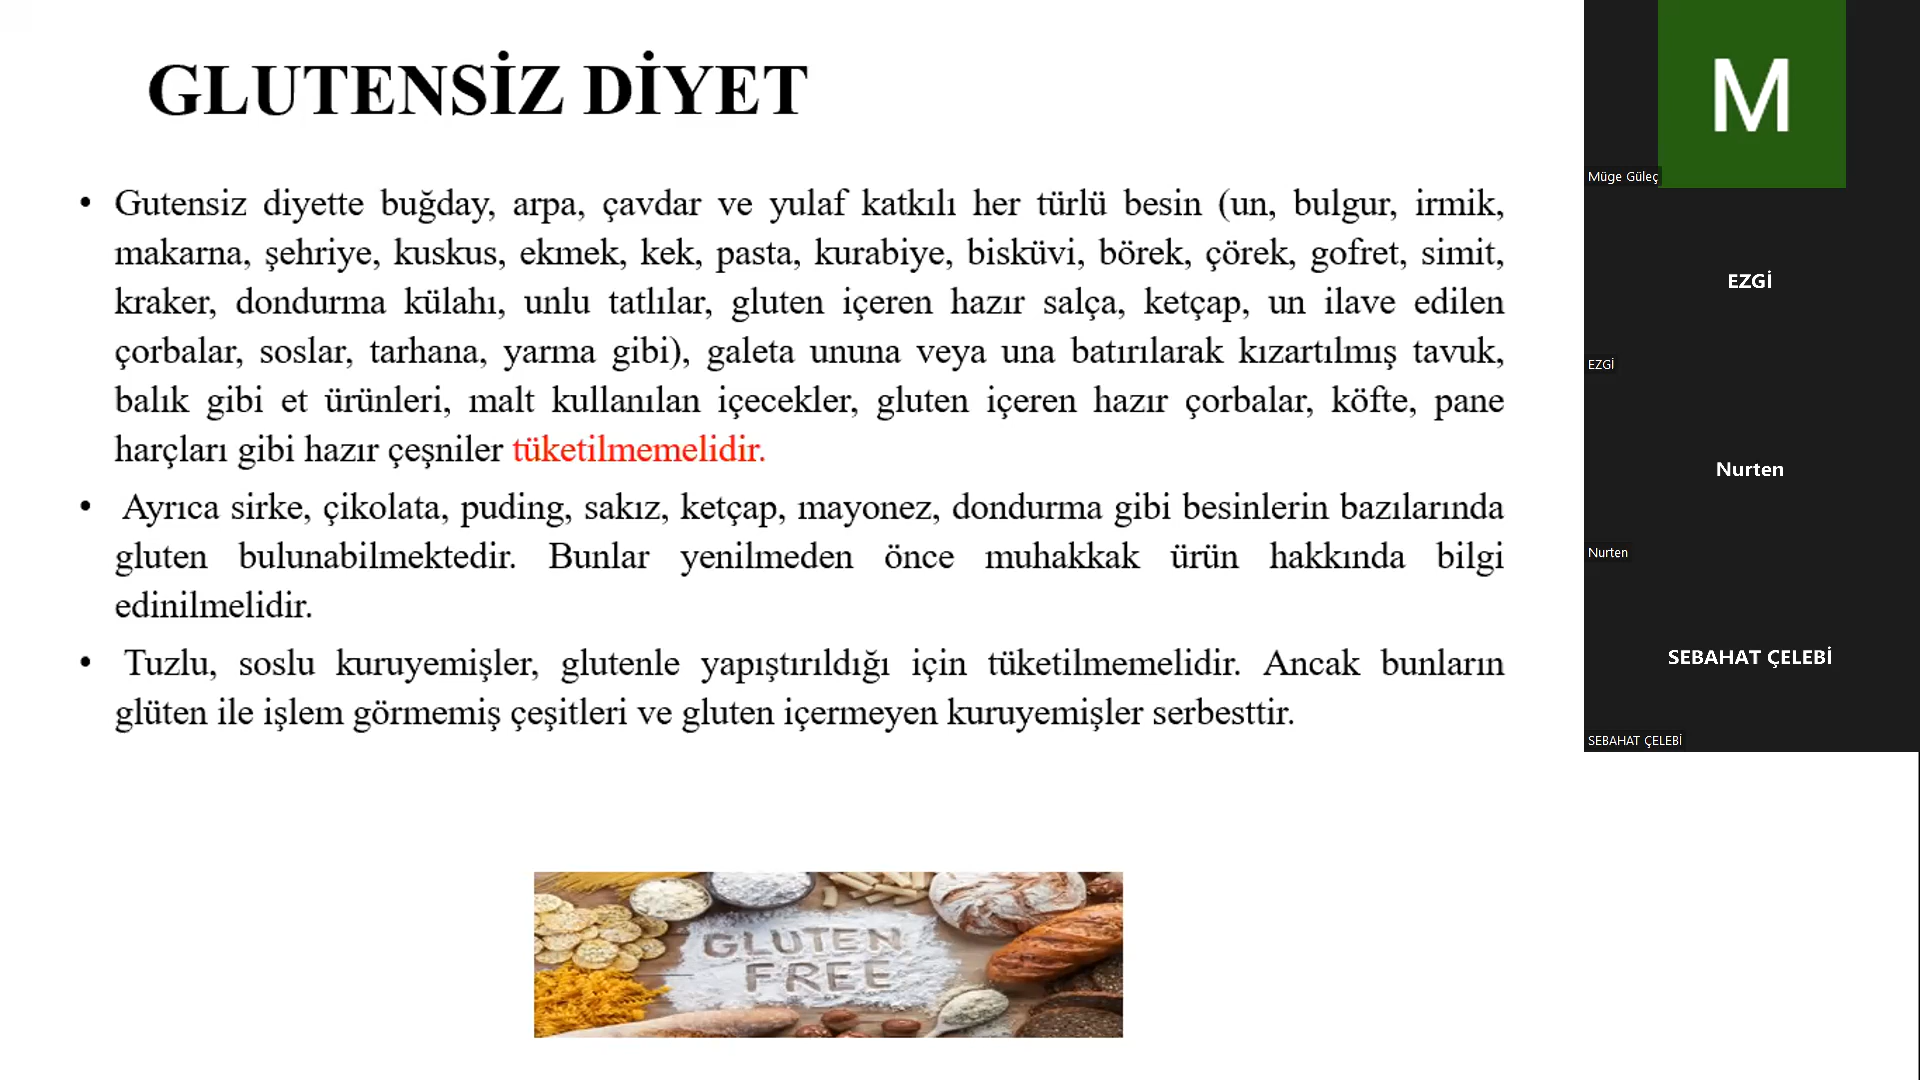 GLUTENSİZ DİYET
• Gutensiz diyette buğday, arpa, çavdar ve yulaf katkılı her türlü besin (un, bulgur, irmik,
makarna, şehriye, kuskus, ekmek, kek, pasta, kurabiye, bisküvi, börek, çörek, gofret, simit,
kraker, dondurma külahı, unlu tatlılar, gluten içeren hazır salça, ketçap, un ilave edilen
çorbalar, soslar, tarhana, yarma gibi), galeta ununa veya una batırılarak kızartılmış tavuk,
balık gibi et ürünleri, malt kullanılan içecekler, gluten içeren hazır çorbalar, köfte, pane
harçları gibi hazır çeşniler tüketilmemelidir.
• Ayrıca sirke, çikolata, puding, sakız, ketçap, mayonez, dondurma gibi besinlerin bazılarında
gluten bulunabilmektedir. Bunlar yenilmeden önce muhakkak ürün hakkında bilgi
edinilmelidir.
• Tuzlu, soslu kuruyemişler, glutenle yapıştırıldığı için tüketilmemelidir. Ancak bunların
glüten ile işlem görmemiş çeşitleri ve gluten içermeyen kuruyemişler serbesttir.
GLUTEN
FREE
M
Müge Güleç
EZGİ
EZGİ
Nurten
Nurten
SEBAHAT ÇELEBİ
SEBAHAT ÇELEBİ